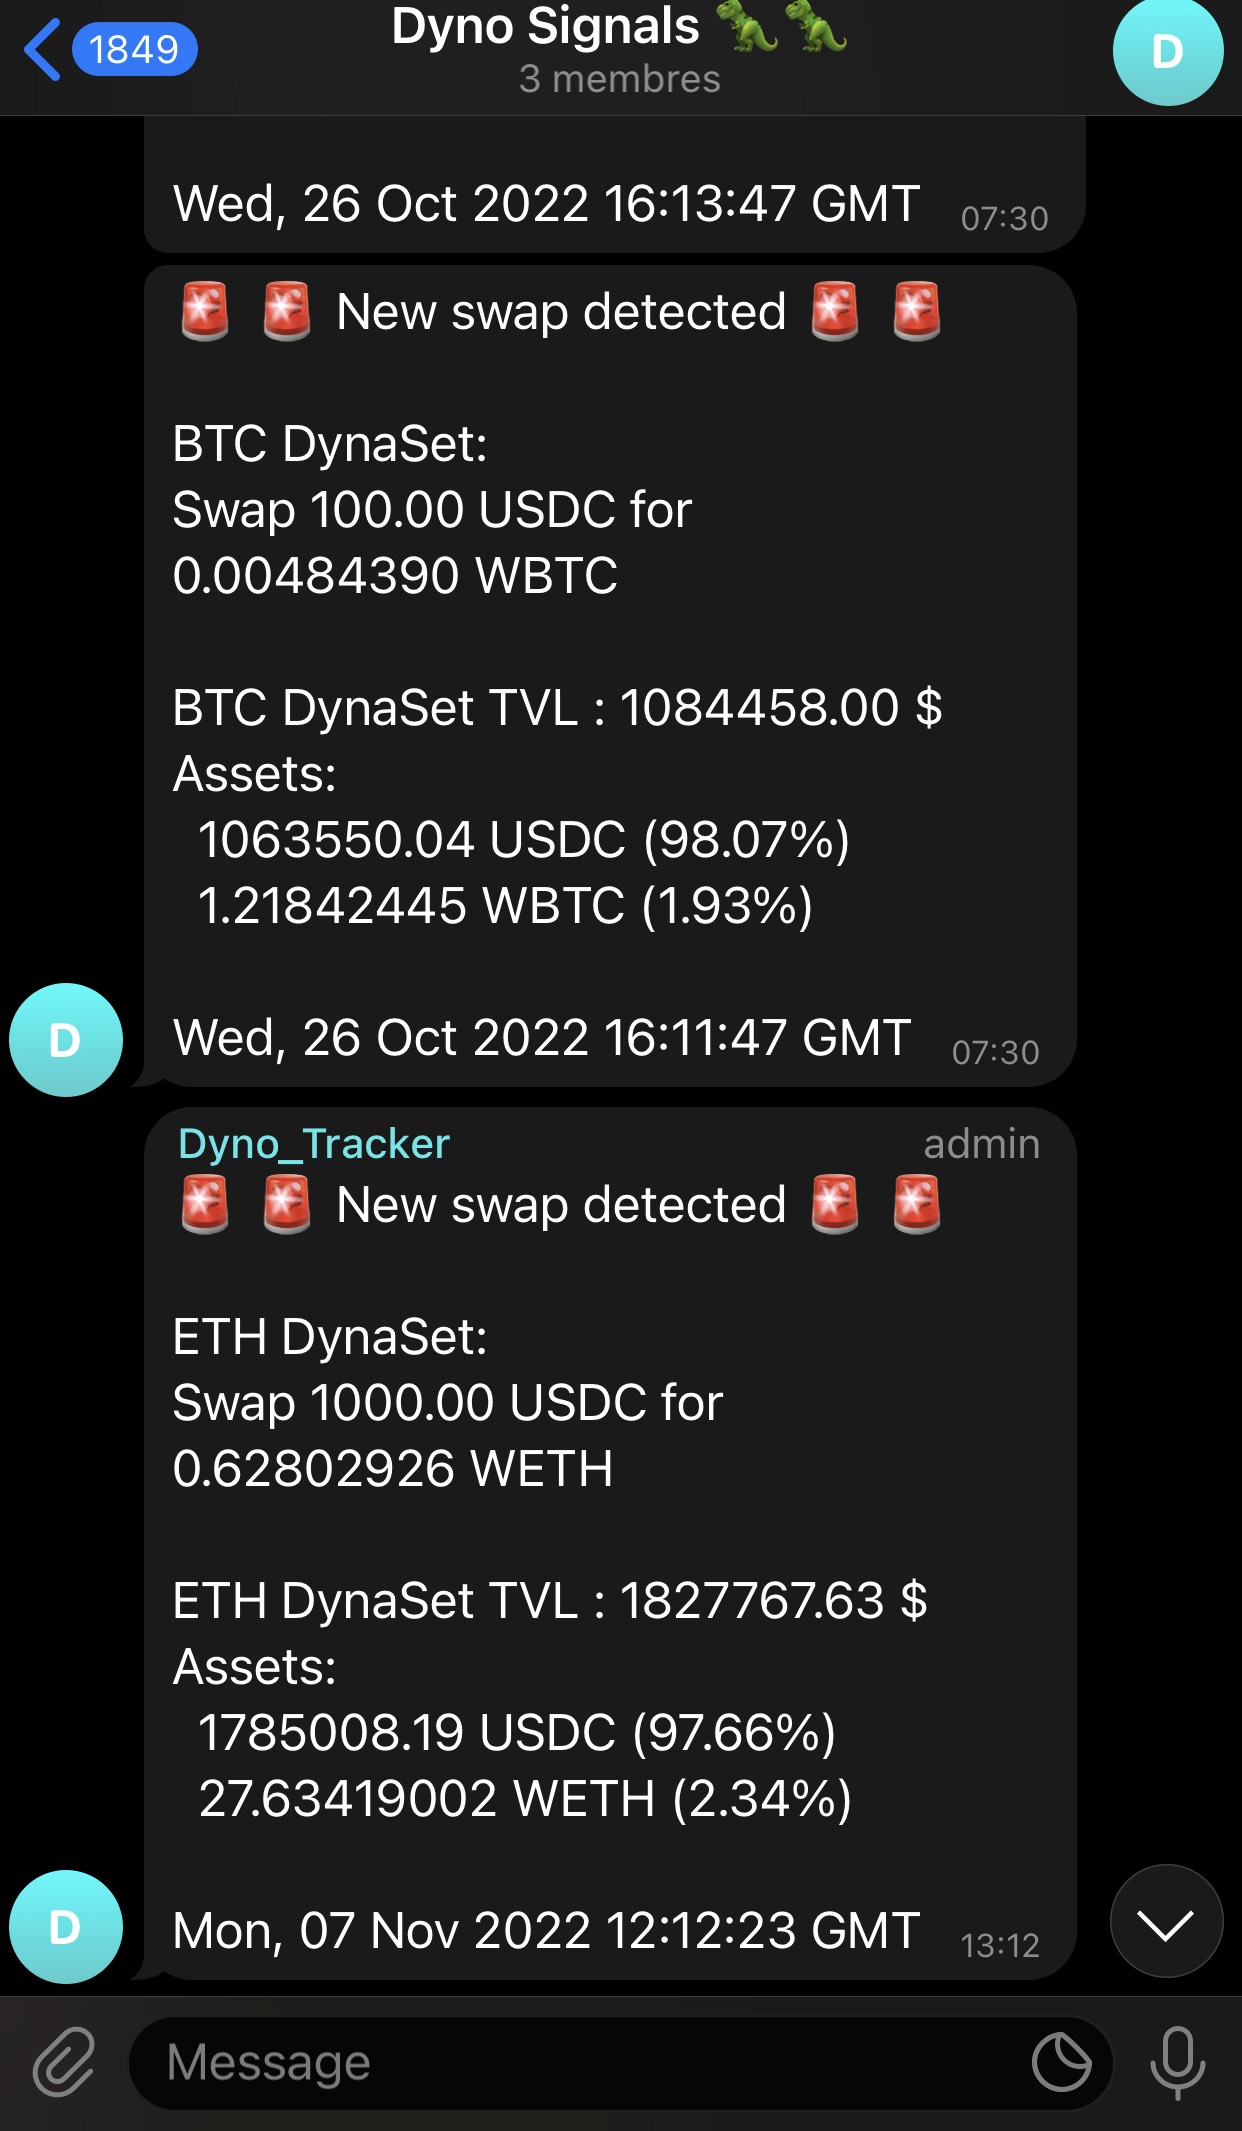 1849
Dyno Signals 🦖🦖
3 membres
D
Wed, 26 Oct 2022 16:13:47 GMT 07:30
🚨 🚨 New swap detected 🚨 🚨
BTC DynaSet:
Swap 100.00 USDC for
0.00484390 WBTC
BTC DynaSet TVL : 1084458.00 $
Assets:
1063550.04 USDC (98.07%)
1.21842445 WBTC (1.93%)
D
Wed, 26 Oct 2022 16:11:47 GMT 07:30
Dyno_Tracker admin
🚨 🚨 New swap detected 🚨 🚨
ETH DynaSet:
Swap 1000.00 USDC for
0.62802926 WETH
ETH DynaSet TVL : 1827767.63 $
Assets:
1785008.19 USDC (97.66%)
27.63419002 WETH (2.34%)
D
Mon, 07 Nov 2022 12:12:23 GMT 13:12
Message